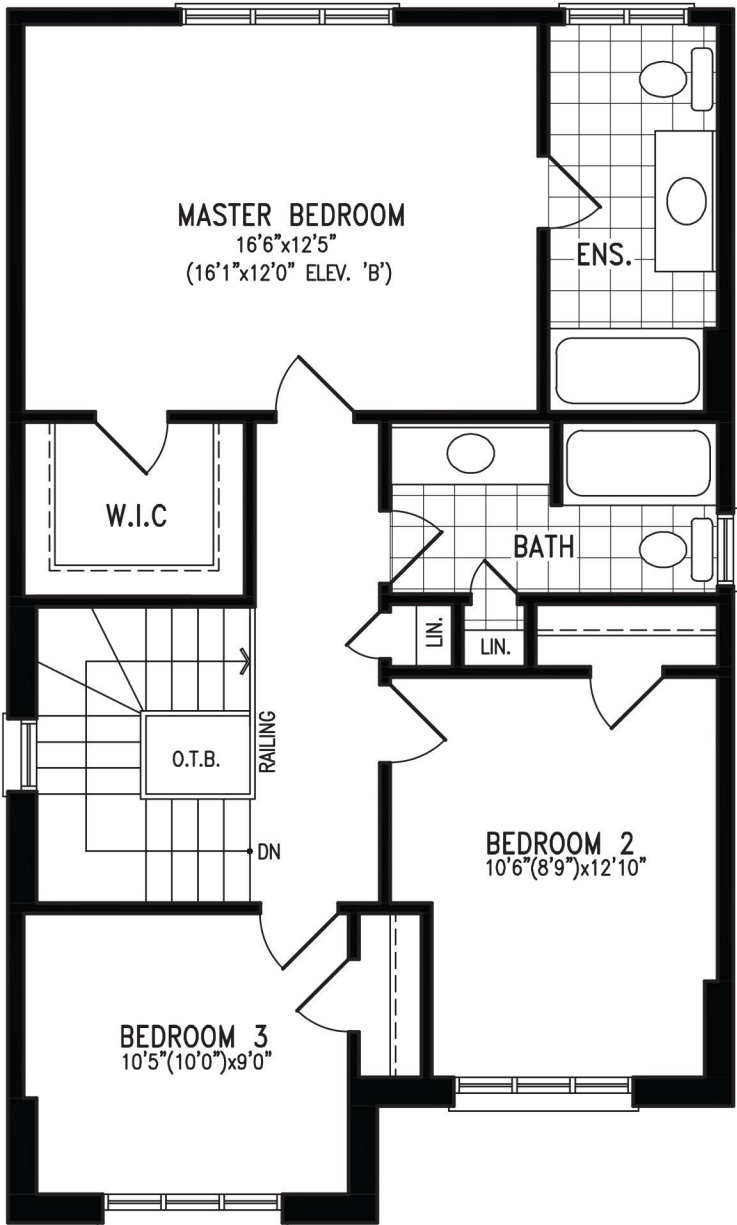 MASTER BEDROOM
16'6"x12'5"
(16'1"x12'0" ELEV. 'B')
ENS.
W.I.C
BATH
LIN.
LIN.
RAILING
O.T.B.
DN
BEDROOM 2
10'6"(8'9")x12'10"
BEDROOM 3
10'5"(10'0")x9'0"